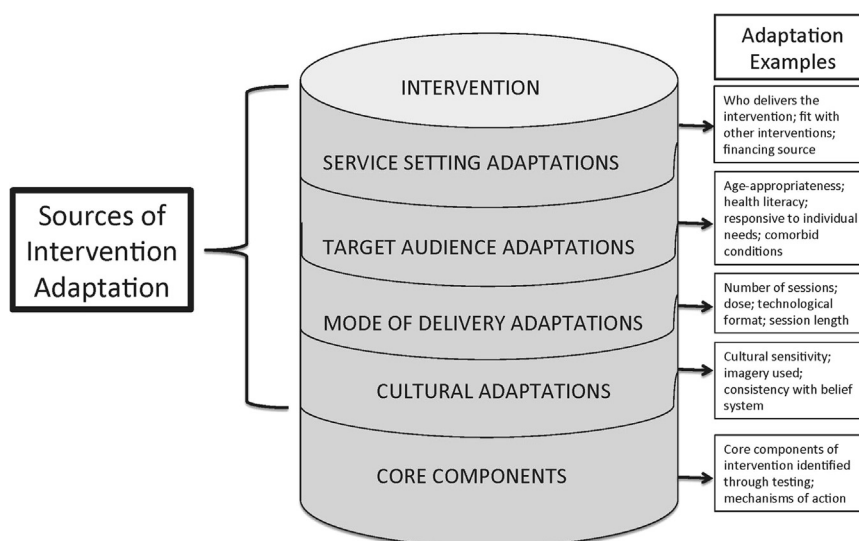 Adaptation
Examples
INTERVENTION
Who delivers the
intervention; fit with
other interventions;
financing source
SERVICE SETTING ADAPTATIONS
Sources of
Intervention
Adaptation
Age-appropriateness;
health literacy;
responsive to individual
needs; comorbid
conditions
TARGET AUDIENCE ADAPTATIONS
Number of sessions;
dose; technological
format; session length
MODE OF DELIVERY ADAPTATIONS
Cultural sensitivity;
imagery used;
consistency with belief
system
CULTURAL ADAPTATIONS
Core components of
intervention identified
through testing;
mechanisms of action
CORE COMPONENTS